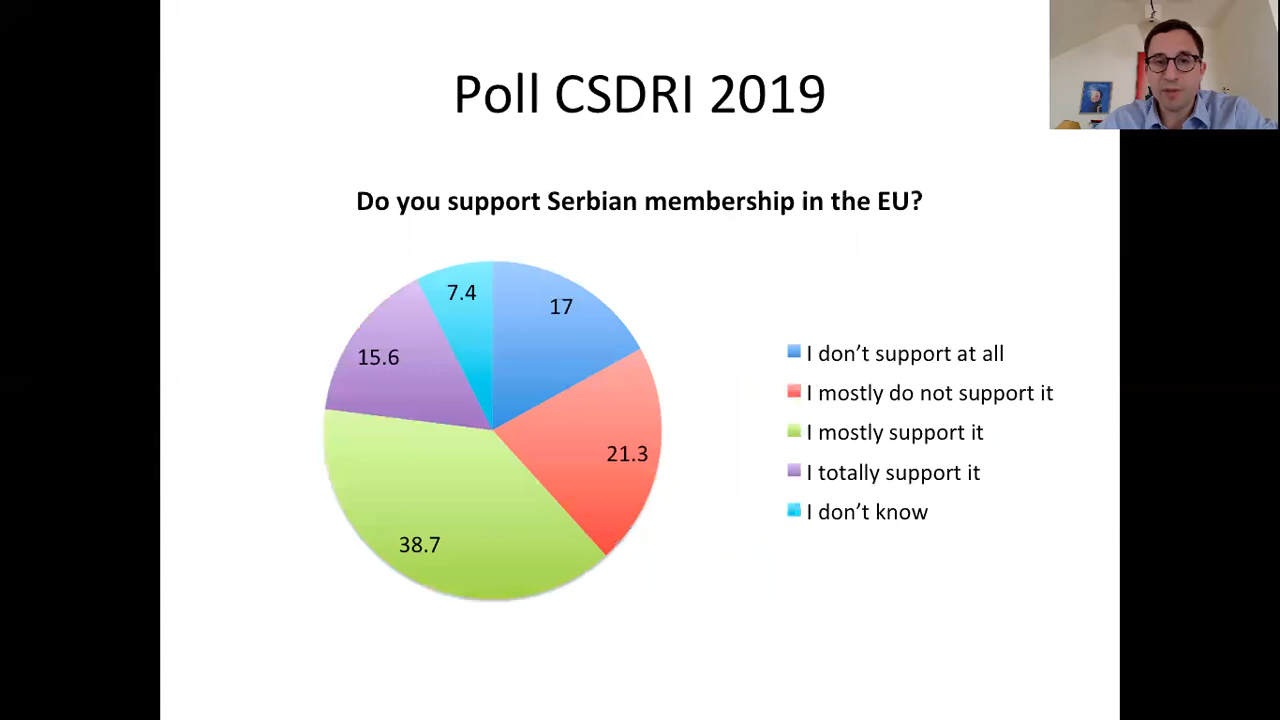 Poll CSDRI 2019
Do you support Serbian membership in the EU?
7.4
17
15.6
21.3
38.7
I don’t support at all
I mostly do not support it
I mostly support it
I totally support it
I don’t know